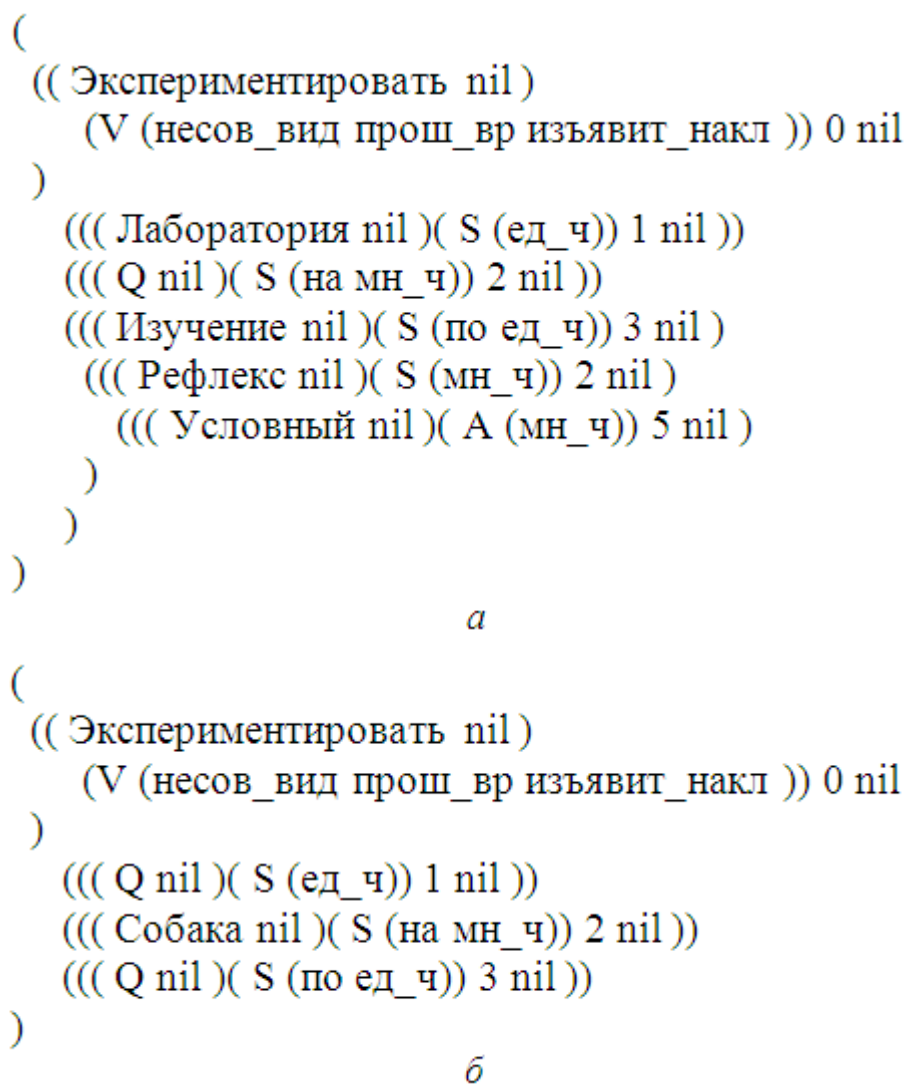 (
(( Экспериментировать nil )
(V (несов_вид прош_вр изъявит_накл )) 0 nil
)
((( Лаборатория nil )( S (ед_ч)) 1 nil ))
((( Q nil )( S (на мн_ч)) 2 nil ))
((( Изучение nil )( S (по ед_ч)) 3 nil )
((( Рефлекс nil )( S (мн_ч)) 2 nil )
((( Условный nil )( A (мн_ч)) 5 nil )
)
)
)
а
(
(( Экспериментировать nil )
(V (несов_вид прош_вр изъявит_накл )) 0 nil
)
((( Q nil )( S (ед_ч)) 1 nil ))
((( Собака nil )( S (на мн_ч)) 2 nil ))
((( Q nil )( S (по ед_ч)) 3 nil ))
)
б